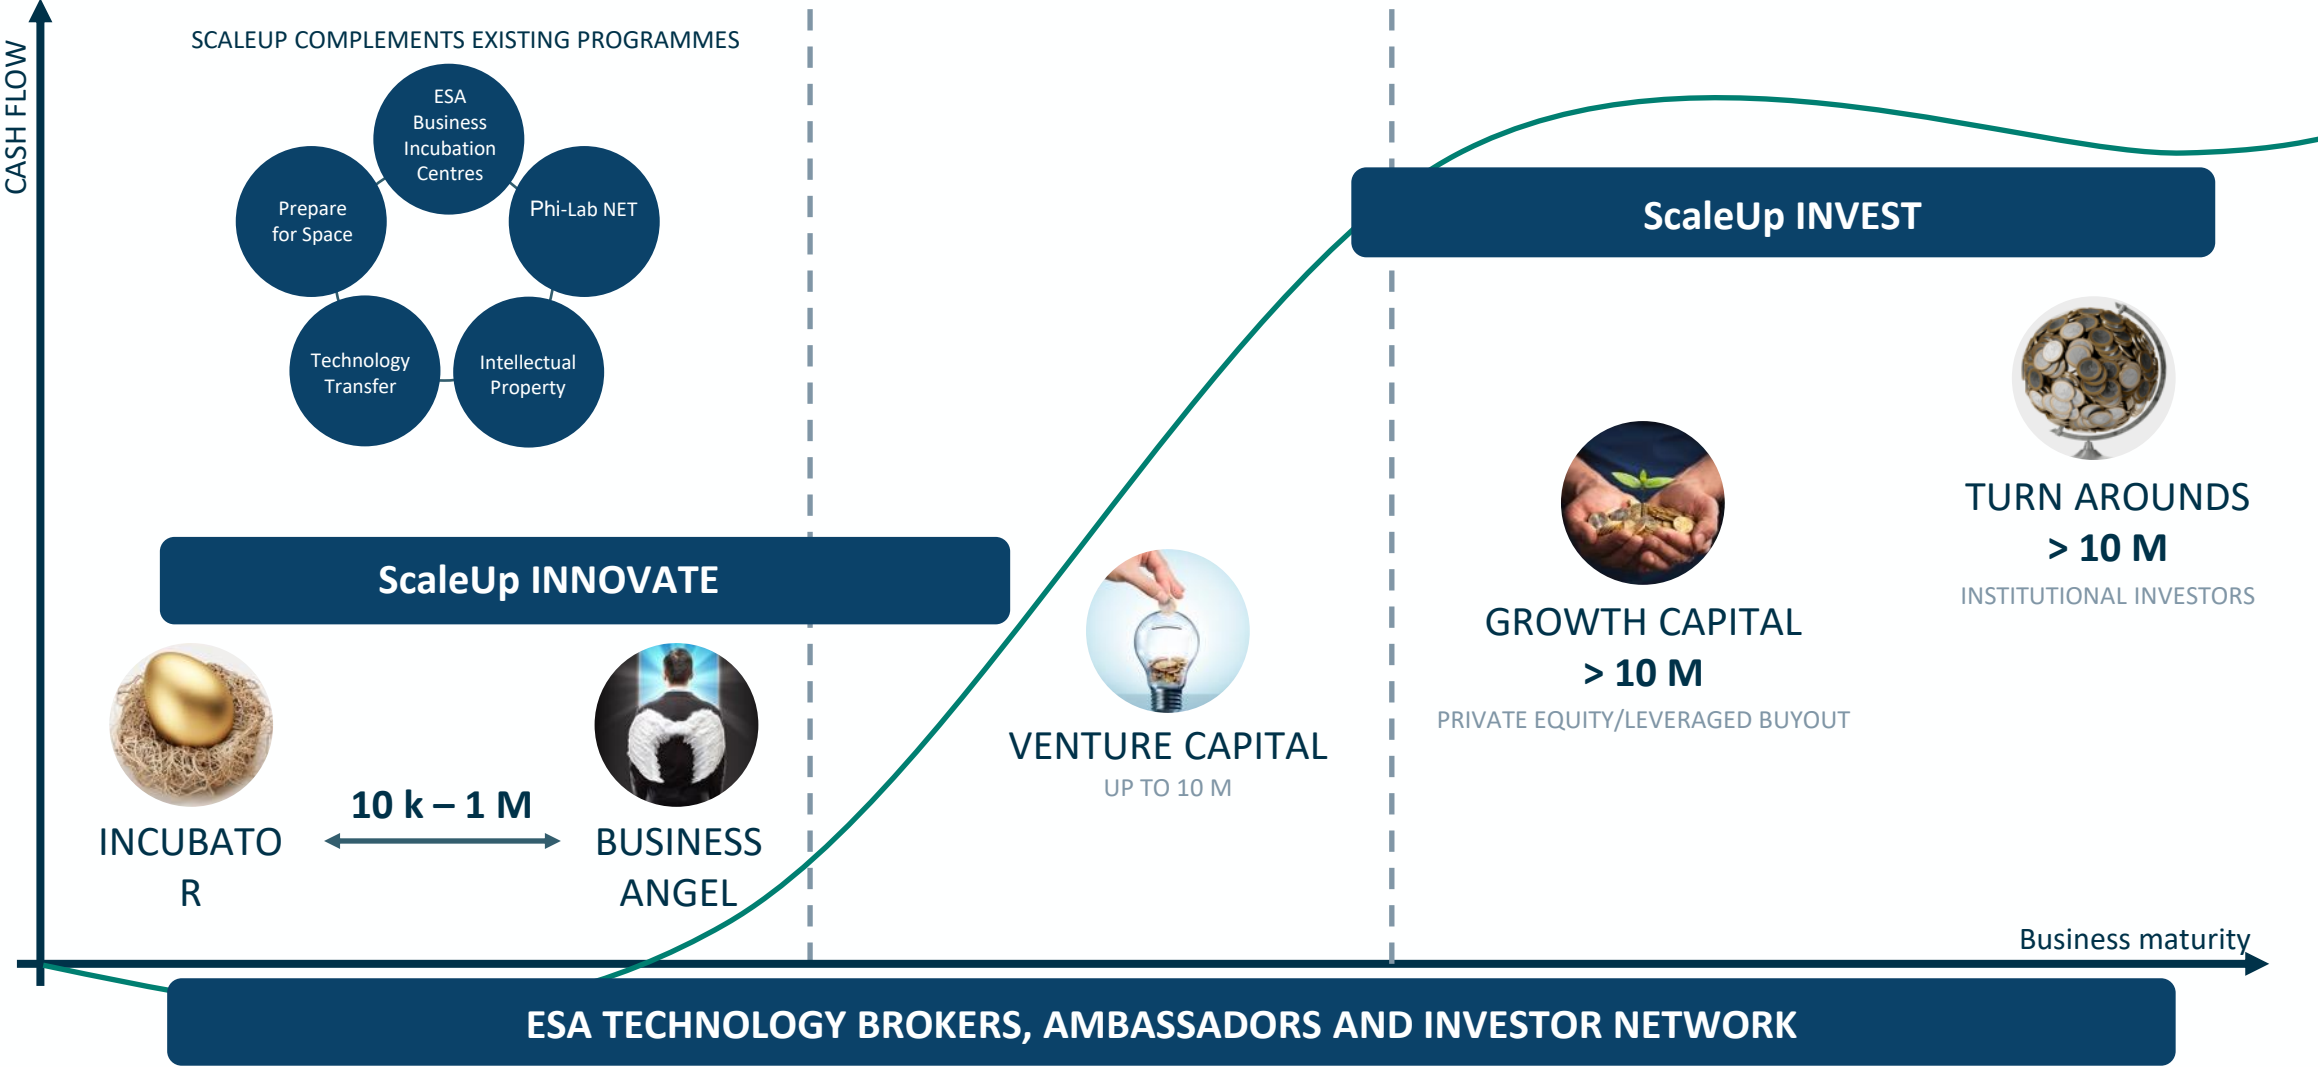 CASH FLOW
SCALEUP COMPLEMENTS EXISTING PROGRAMMES
ESA
Business
Incubation
Centres
Prepare
for Space
Phi-Lab NET
Technology
Transfer
Intellectual
Property
ScaleUp INVEST
ScaleUp INNOVATE
INCUBATO
R
10 k – 1 M
BUSINESS
ANGEL
VENTURE CAPITAL
UP TO 10 M
GROWTH CAPITAL
> 10 M
PRIVATE EQUITY/LEVERAGED BUYOUT
TURN AROUNDS
> 10 M
INSTITUTIONAL INVESTORS
Business maturity
ESA TECHNOLOGY BROKERS, AMBASSADORS AND INVESTOR NETWORK